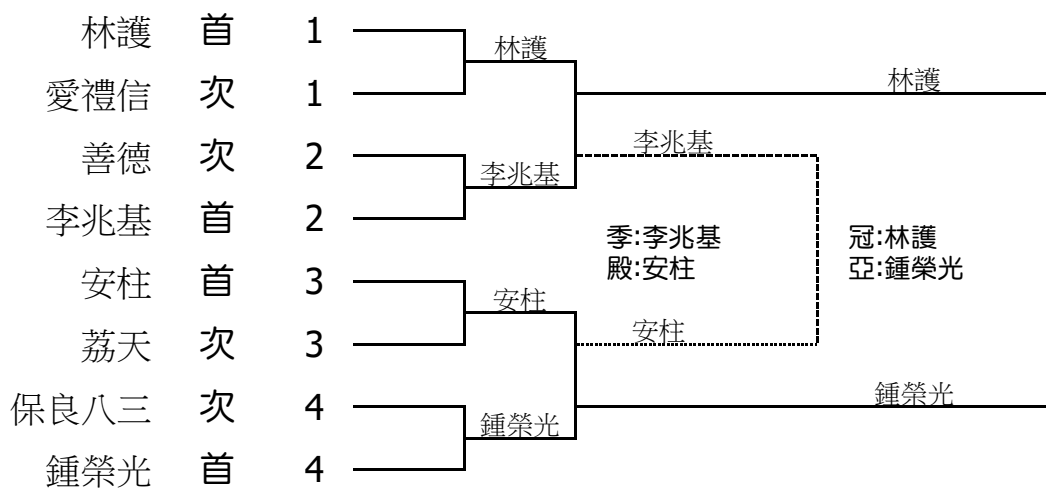 林護 首 1
林護
愛禮信 次 1
林護
善德 次 2
李兆基
李兆基
李兆基 首 2
季:李兆基
殿:安柱
冠:林護
亞:鍾榮光
安柱 首 3
安柱
荔天 次 3
安柱
保良八三 次 4
鍾榮光
鍾榮光
鍾榮光 首 4